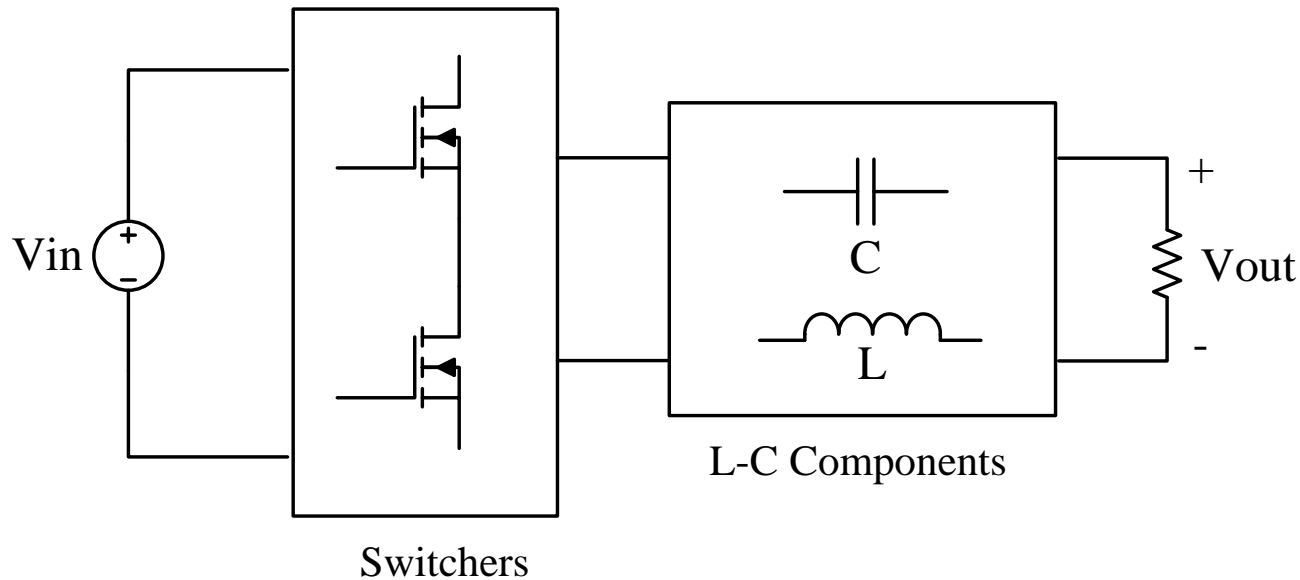 Vin
+
−
C
L
+
Vout
-
L-C Components
Switchers